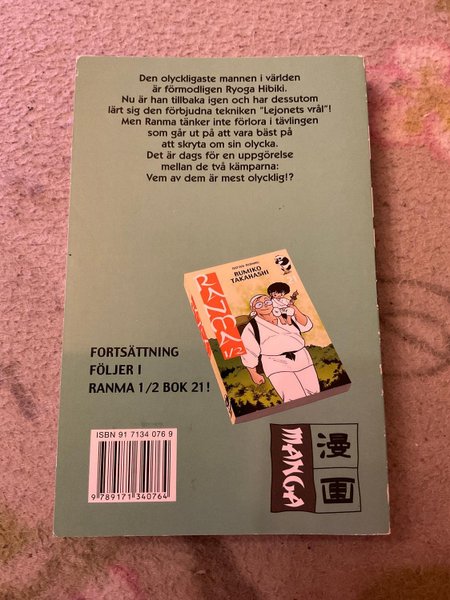 Den olyckligaste mannen i världen
är förmodligen Ryoga Hibiki.
Nu är han tillbaka igen och har dessutom
lärt sig den förbjudna tekniken "Lejonets vrål"!
Men Ranma tänker inte förlora i tävlingen
som går ut på att vara bäst på
att skryta om sin olycka.
Det är dags för en uppgörelse
mellan de två kämparna:
Vem av dem är mest olycklig!?
RUMIKO
TAKAHASHI
RANMA
1/2
FORTSÄTTNING
FÖLJER I
RANMA 1/2 BOK 21!
ISBN 91 7134 076 9
9 789171 340764
MANGA
漫画